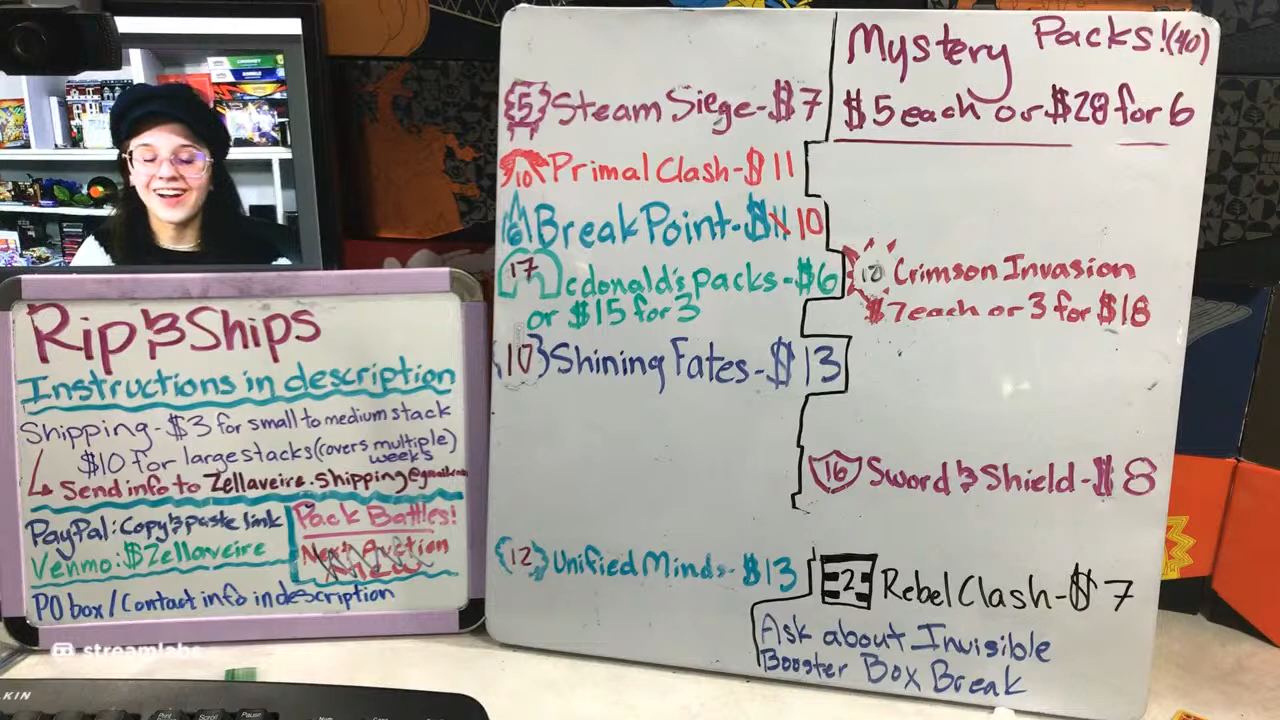 Rip & Ships
Instructions in description
Shipping - $3 for small to medium stack
$10 for large stacks (covers multiple weeks)
Send info to Zellaveire.shipping@gmail.com
PayPal: Copy & paste link
Venmo: $Zellaveire
Pack Battles!
Next Auction
PO box / Contact info in description
streamlabs
KIN
5 Steam Siege - $7
10 Primal Clash - $11
6 BreakPoint - $11 10
17 Mcdonald's packs - $6
or $15 for 3
10 Shining Fates - $13
12 Unified Minds - $13
Mystery Packs! (40)
$5 each or $28 for 6
Crimson Invasion
$7 each or 3 for $18
16 Sword & Shield - $8
2 Rebel Clash - $7
Ask about Invisible
Booster Box Break